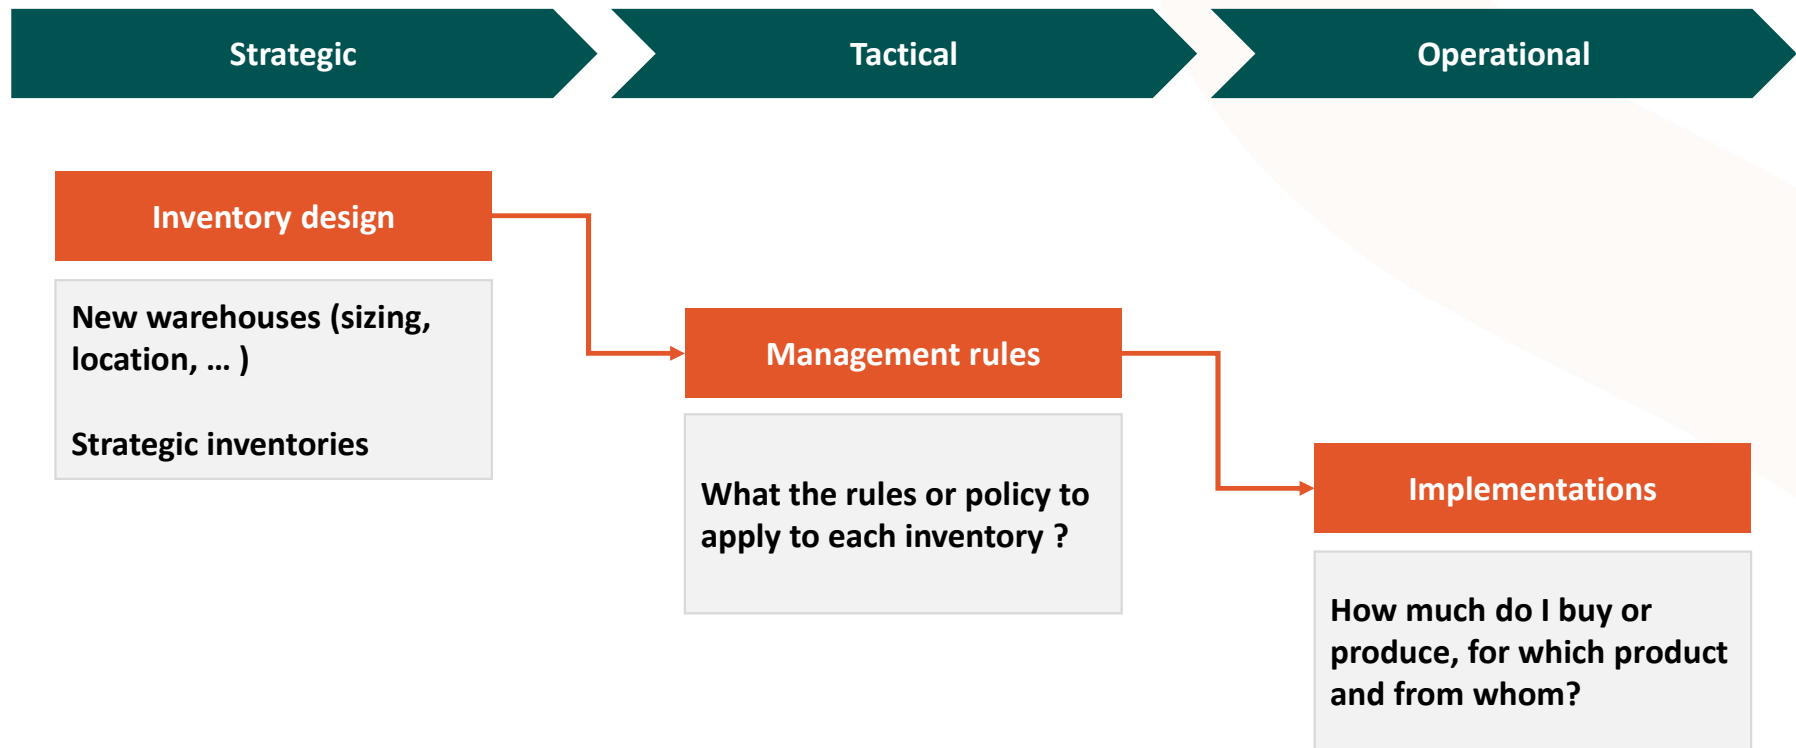 Strategic
Tactical
Operational
Inventory design
New warehouses (sizing,
location, ... )
Strategic inventories
Management rules
What the rules or policy to
apply to each inventory ?
Implementations
How much do I buy or
produce, for which product
and from whom?